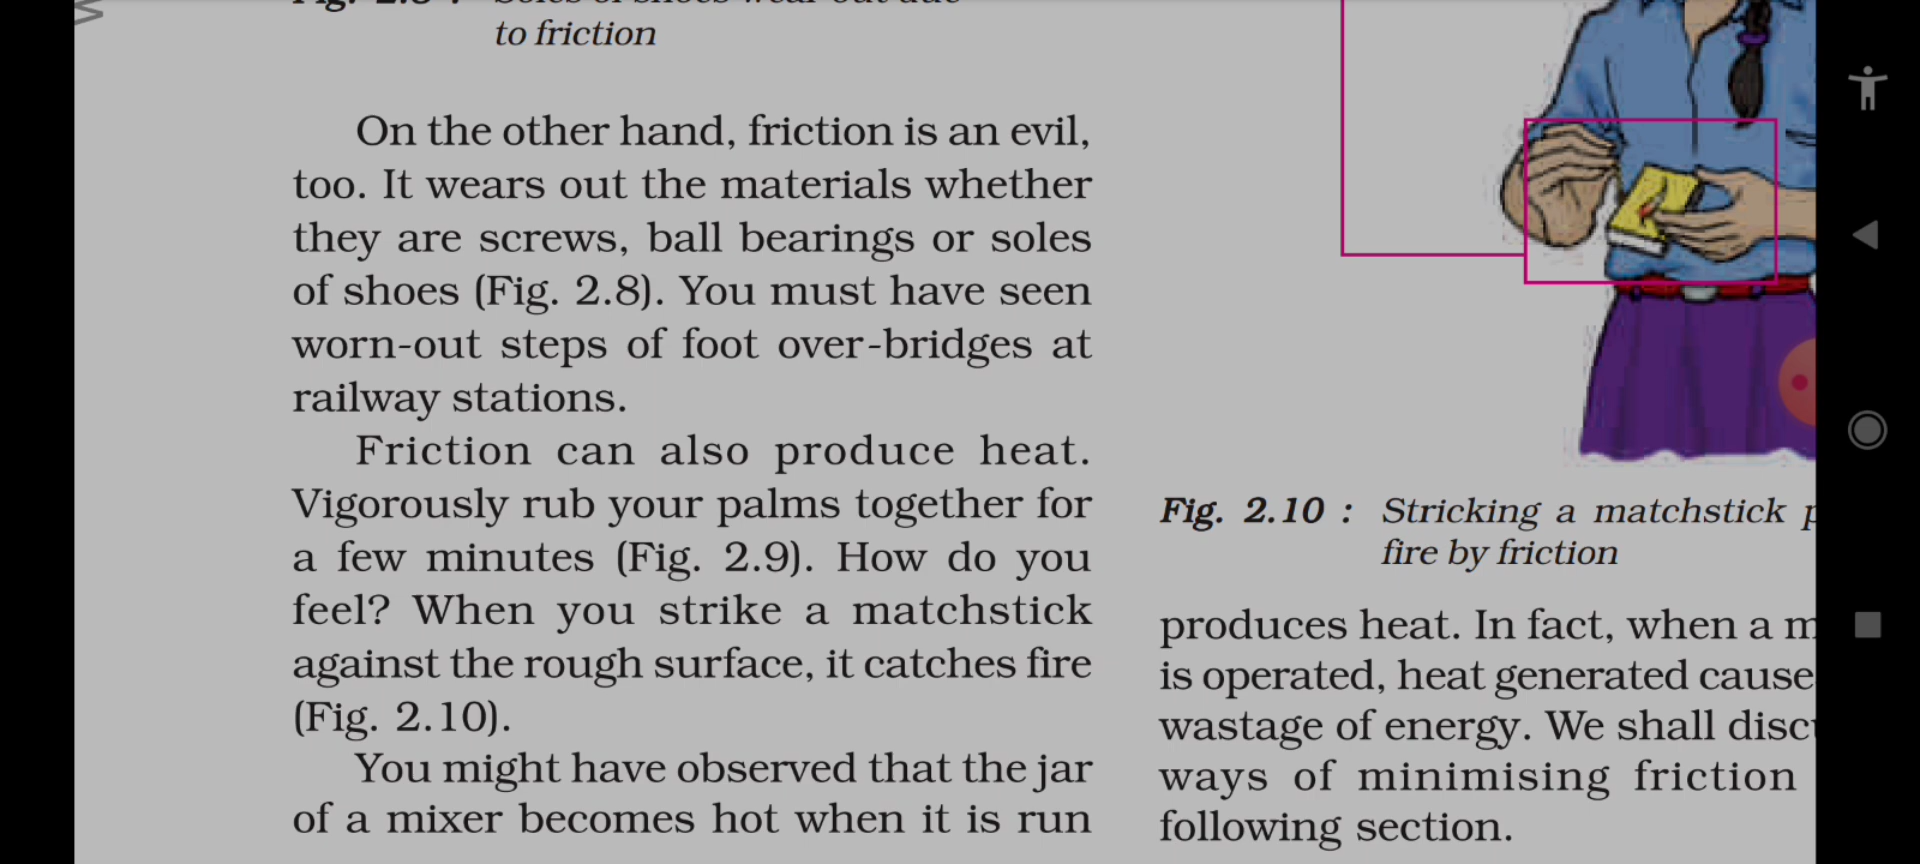 to friction
On the other hand, friction is an evil,
too. It wears out the materials whether
they are screws, ball bearings or soles
of shoes (Fig. 2.8). You must have seen
worn-out steps of foot over-bridges at
railway stations.
Friction can also produce heat.
Vigorously rub your palms together for
a few minutes (Fig. 2.9). How do you
feel? When you strike a matchstick
against the rough surface, it catches fire
(Fig. 2.10).
You might have observed that the jar
of a mixer becomes hot when it is run
Fig. 2.10 : Stricking a matchstick
fire by friction
produces heat. In fact, when a
is operated, heat generated
wastage of energy. We shall
ways of minimising friction
following section.